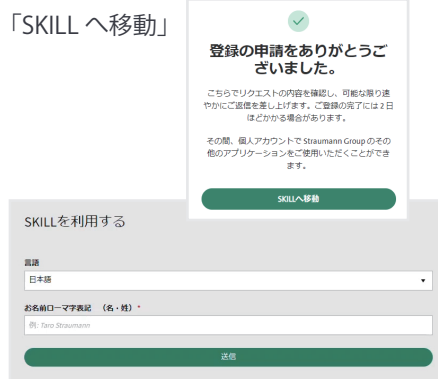 「SKILL へ移動」
登録の申請をありがとうご
ざいました。
こちらでリクエストの内容を確認し、可能な限り速
やかにご返信を差し上げます。ご登録の完了には2日
ほどかかる場合があります。
その間、個人アカウントで Straumann Group のその
他のアプリケーションをご使用いただくことができ
ます。
SKILLへ移動
SKILLを利用する
言語
日本語
お名前ローマ字表記 （名・姓）*
例: Taro Straumann
送信